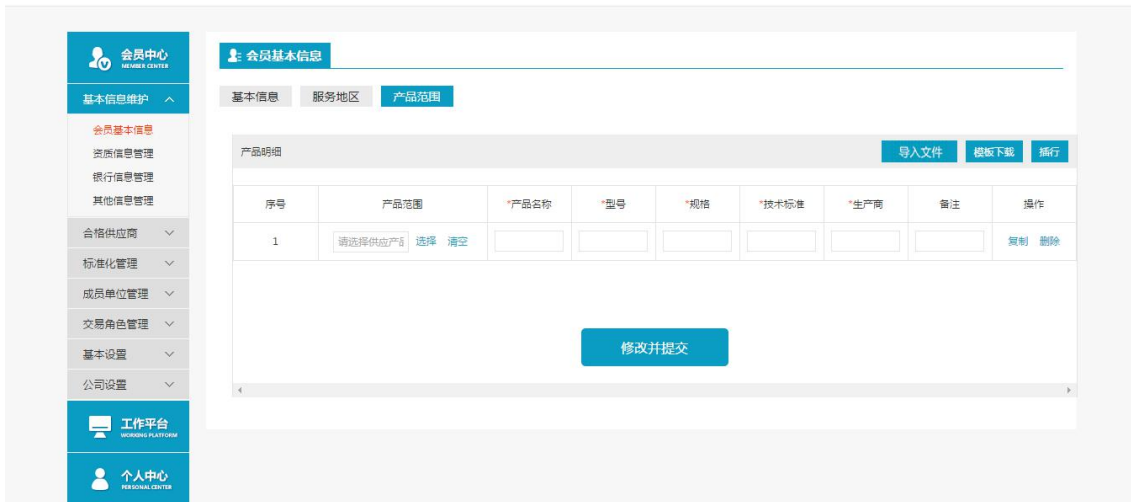 会员中心
MEMBER CENTER
基本信息维护
会员基本信息
资质信息管理
银行信息管理
其他信息管理
合格供应商
标准化管理
成员单位管理
交易角色管理
基本设置
公司设置
工作平台
WORKING PLATFORM
个人中心
PERSONAL CENTER
会员基本信息
基本信息 服务地区 产品范围
产品明细 导入文件 模板下载 插行
序号 产品范围 *产品名称 *型号 *规格 *技术标准 *生产商 备注 操作
1 请选择供应产品 选择 清空 复制 删除
修改并提交